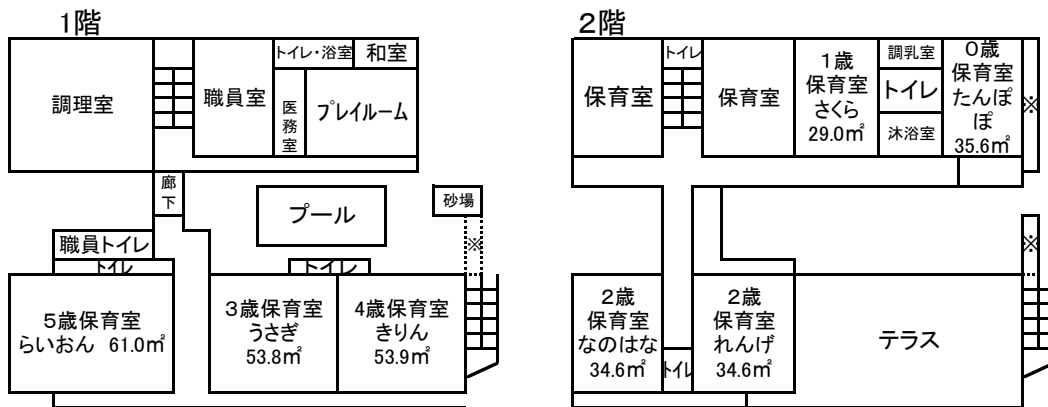 1階
調理室
職員室
トイレ・浴室
和室
医
務
室
プレイルーム
廊
下
プール
砂場
※
職員トイレ
トイレ
トイレ
5歳保育室
らいおん 61.0㎡
3歳保育室
うさぎ
53.8㎡
4歳保育室
きりん
53.9㎡
2階
保育室
トイレ
保育室
1歳
保育室
さくら
29.0㎡
調乳室
トイレ
沐浴室
0歳
保育室
たんぽ
ぽ
35.6㎡
※
※
2歳
保育室
なのはな
34.6㎡
トイレ
2歳
保育室
れんげ
34.6㎡
テラス